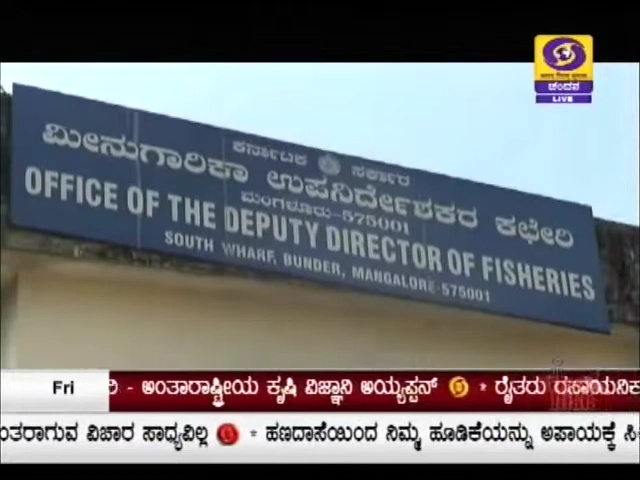 ಚಂದನ
LIVE
ಕರ್ನಾಟಕ ಸರ್ಕಾರ
ಮೀನುಗಾರಿಕಾ ಉಪನಿರ್ದೇಶಕರ ಕಛೇರಿ
ಮಂಗಳೂರು-575001
OFFICE OF THE DEPUTY DIRECTOR OF FISHERIES
SOUTH WHARF, BUNDER, MANGALORE-575001
Fri
- ಅಂತಾರಾಷ್ಟ್ರೀಯ ಕೃಷಿ ವಿಜ್ಞಾನಿ ಅಯ್ಯಪ್ಪನ್ * ರೈತರು ರಸಾಯನಿಕ
ಂತರಾಗುವ ವಿಚಾರ ಸಾಧ್ಯವಿಲ್ಲ * ಹಣದಾಸೆಯಿಂದ ನಿಮ್ಮ ಹೂಡಿಕೆಯನ್ನು ಅಪಾಯಕ್ಕೆ ಸಿ